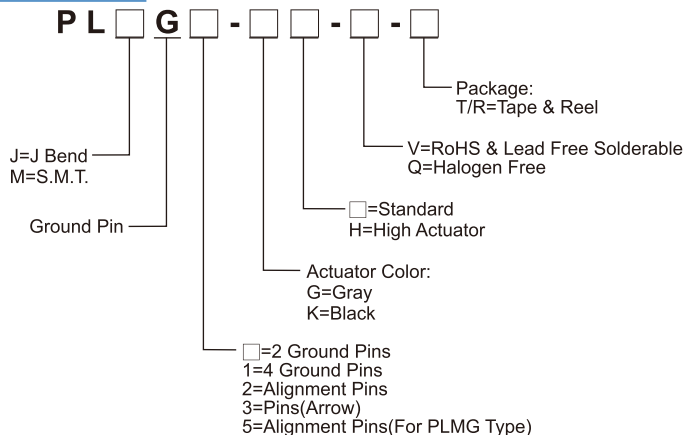 PL□G□-□□-□-□
Package:
T/R=Tape & Reel
V=RoHS & Lead Free Solderable
Q=Halogen Free
J=J Bend
M=S.M.T.
□=Standard
H=High Actuator
Ground Pin
Actuator Color:
G=Gray
K=Black
□=2 Ground Pins
1=4 Ground Pins
2=Alignment Pins
3=Pins(Arrow)
5=Alignment Pins(For PLMG Type)